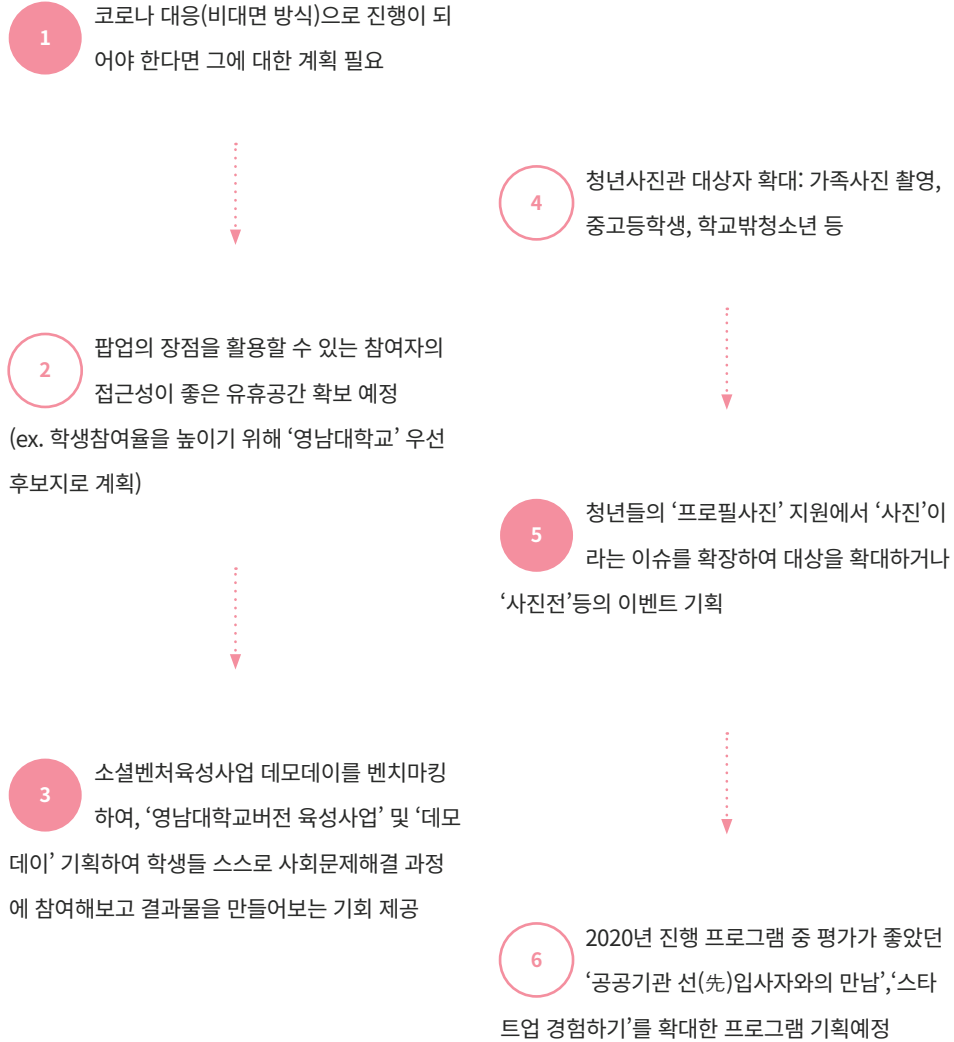 1
코로나 대응(비대면 방식)으로 진행이 되
어야 한다면 그에 대한 계획 필요
2
팝업의 장점을 활용할 수 있는 참여자의
접근성이 좋은 유휴공간 확보 예정
(ex. 학생참여율을 높이기 위해 ‘영남대학교’ 우선
후보지로 계획)
3
소셜벤처육성사업 데모데이를 벤치마킹
하여, ‘영남대학교버전 육성사업’ 및 ‘데모
데이’ 기획하여 학생들 스스로 사회문제해결 과정
에 참여해보고 결과물을 만들어보는 기회 제공
4
청년사진관 대상자 확대: 가족사진 촬영,
중고등학생, 학교밖청소년 등
5
청년들의 ‘프로필사진’ 지원에서 ‘사진’이
라는 이슈를 확장하여 대상을 확대하거나
‘사진전’등의 이벤트 기획
6
2020년 진행 프로그램 중 평가가 좋았던
‘공공기관 선(先)입사자와의 만남’,‘스타
트업 경험하기’를 확대한 프로그램 기획예정